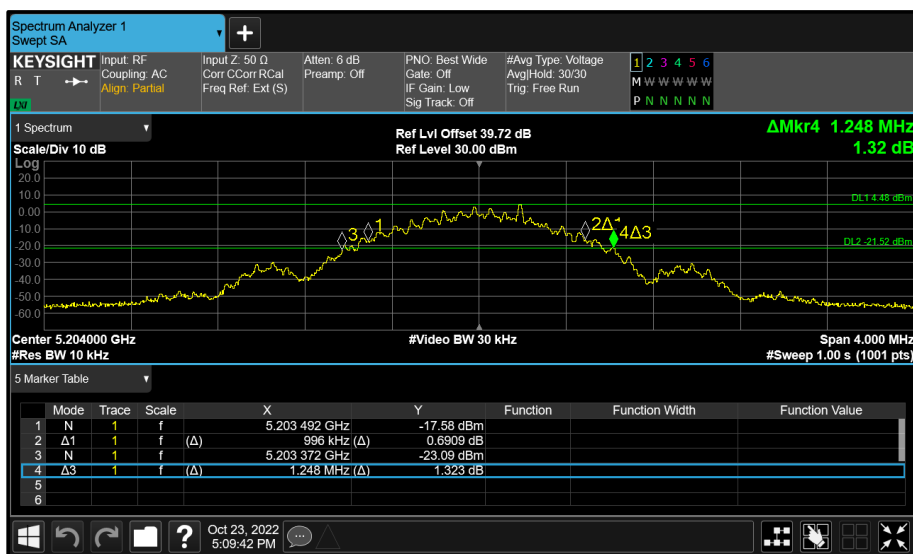 Spectrum Analyzer 1
Swept SA
+
KEYSIGHT
R T
LXI
Input: RF
Coupling: AC
Align: Partial
Input Z: 50 Ω
Corr CCorr RCal
Freq Ref: Ext (S)
Atten: 6 dB
Preamp: Off
PNO: Best Wide
Gate: Off
IF Gain: Low
Sig Track: Off
#Avg Type: Voltage
Avg|Hold: 30/30
Trig: Free Run
1 2 3 4 5 6
M W W W W W
P N N N N N
1 Spectrum
Scale/Div 10 dB
Ref Lvl Offset 39.72 dB
Ref Level 30.00 dBm
ΔMkr4 1.248 MHz
1.32 dB
Log
20.0
10.0
0.00
-10.0
-20.0
-30.0
-40.0
-50.0
-60.0
DL1 4.48 dBm
DL2 -21.52 dBm
3
1
2Δ1
4Δ3
Center 5.204000 GHz
#Res BW 10 kHz
#Video BW 30 kHz
Span 4.000 MHz
#Sweep 1.00 s (1001 pts)
5 Marker Table
Mode Trace Scale X Y Function Function Width Function Value
1 N 1 f 5.203 492 GHz -17.58 dBm
2 Δ1 1 f (Δ) 996 kHz (Δ) 0.6909 dB
3 N 1 f 5.203 372 GHz -23.09 dBm
4 Δ3 1 f (Δ) 1.248 MHz (Δ) 1.323 dB
5
6
?
Oct 23, 2022
5:09:42 PM